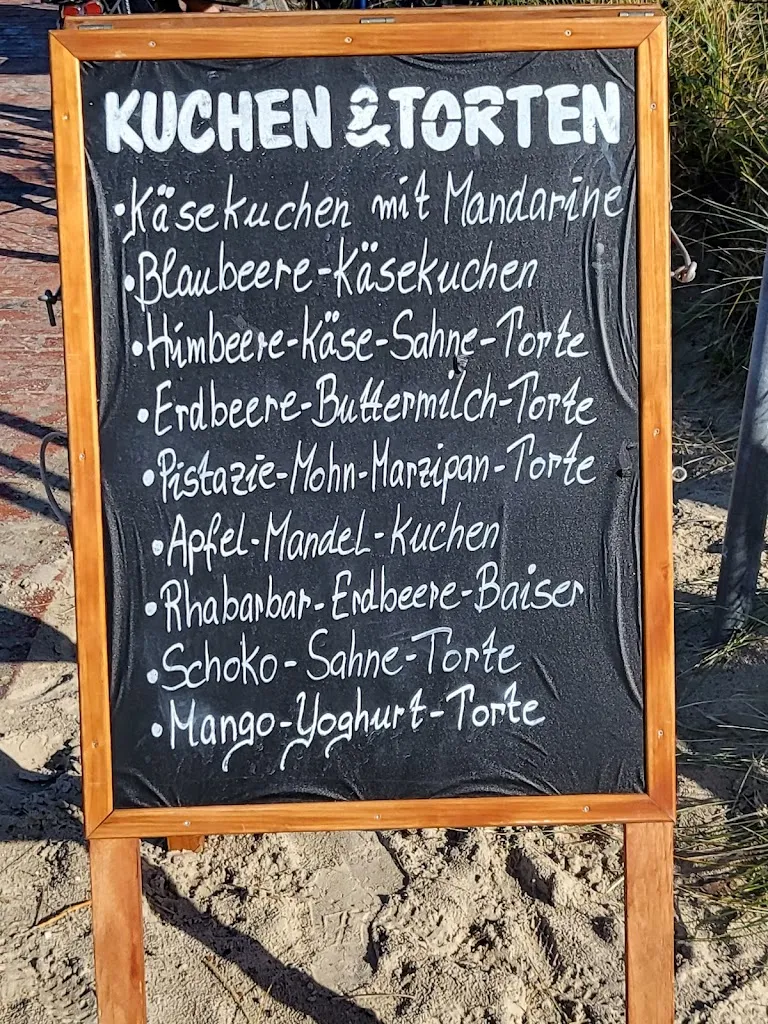 KUCHEN & TORTEN
• Käsekuchen mit Mandarine
• Blaubeere-Käsekuchen
• Himbeere-Käse-Sahne-Torte
• Erdbeere-Buttermilch-Torte
• Pistazie-Mohn-Marzipan-Torte
• Apfel-Mandel-Kuchen
• Rhabarbar-Erdbeere-Baiser
• Schoko-Sahne-Torte
• Mango-Yoghurt-Torte